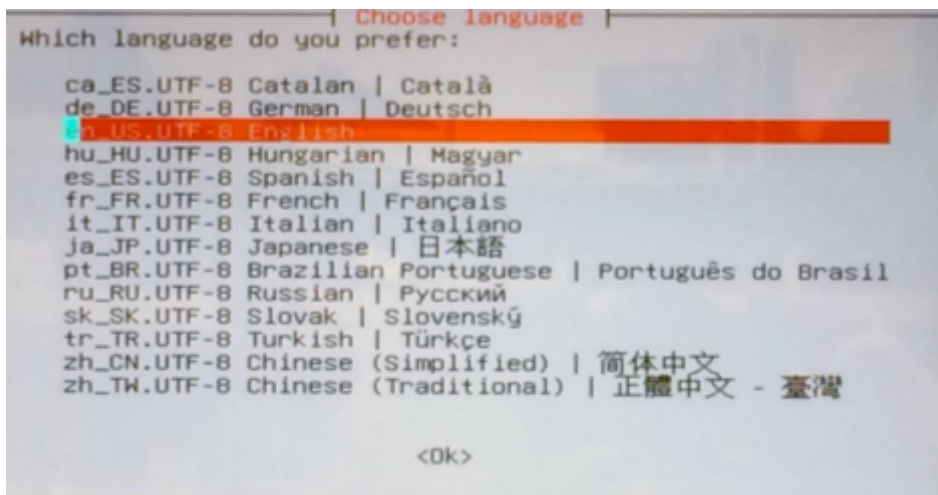 Choose language
Which language do you prefer:
ca_ES.UTF-8 Catalan | Català
de_DE.UTF-8 German | Deutsch
en_US.UTF-8 English
hu_HU.UTF-8 Hungarian | Magyar
es_ES.UTF-8 Spanish | Español
fr_FR.UTF-8 French | Français
it_IT.UTF-8 Italian | Italiano
ja_JP.UTF-8 Japanese | 日本語
pt_BR.UTF-8 Brazilian Portuguese | Português do Brasil
ru_RU.UTF-8 Russian | Русский
sk_SK.UTF-8 Slovak | Slovenský
tr_TR.UTF-8 Turkish | Türkçe
zh_CN.UTF-8 Chinese (Simplified) | 简体中文
zh_TW.UTF-8 Chinese (Traditional) | 正體中文 - 臺灣
<Ok>